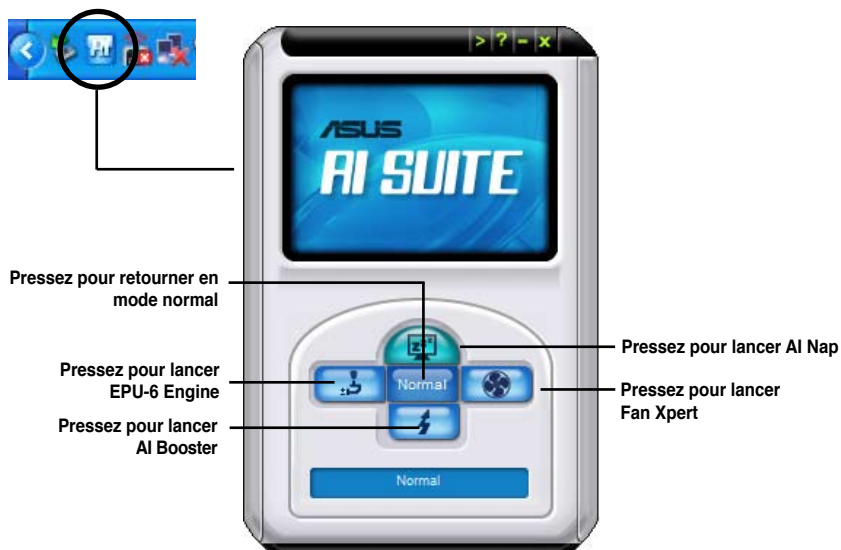 > ? - x
ASUS
AI SUITE
Pressez pour retourner en
mode normal
Pressez pour lancer AI Nap
Pressez pour lancer
EPU-6 Engine
Normal
Pressez pour lancer
Fan Xpert
Pressez pour lancer
AI Booster
Normal